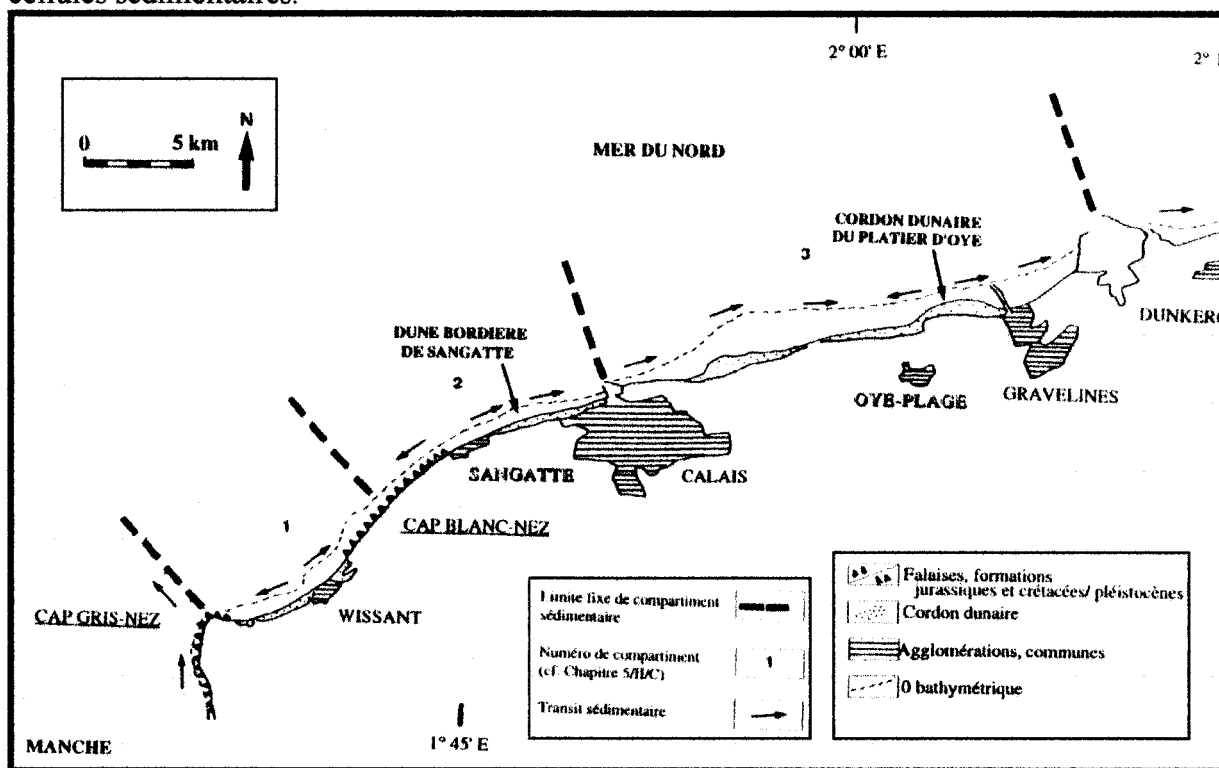 cellules sédimentaires.
2° 00' E
2°
0 5 km
N
MER DU NORD
CORDON DUNAIRE
DU PLATIER D'OYE
3
DUNKERQ
DUNE BORDIERE
DE SANGATTE
2
OYE-PLAGE
GRAVELINES
SANGATTE
CALAIS
1
CAP BLANC-NEZ
CAP GRIS-NEZ
WISSANT
Limite fixe de compartiment
sédimentaire
Numéro de compartiment
(cf. Chapitre 5/II/C)
1
Transit sédimentaire
Falaises, formations
jurassiques et crétacées/ pléistocènes
Cordon dunaire
Agglomérations, communes
0 bathymétrique
MANCHE
1° 45' E